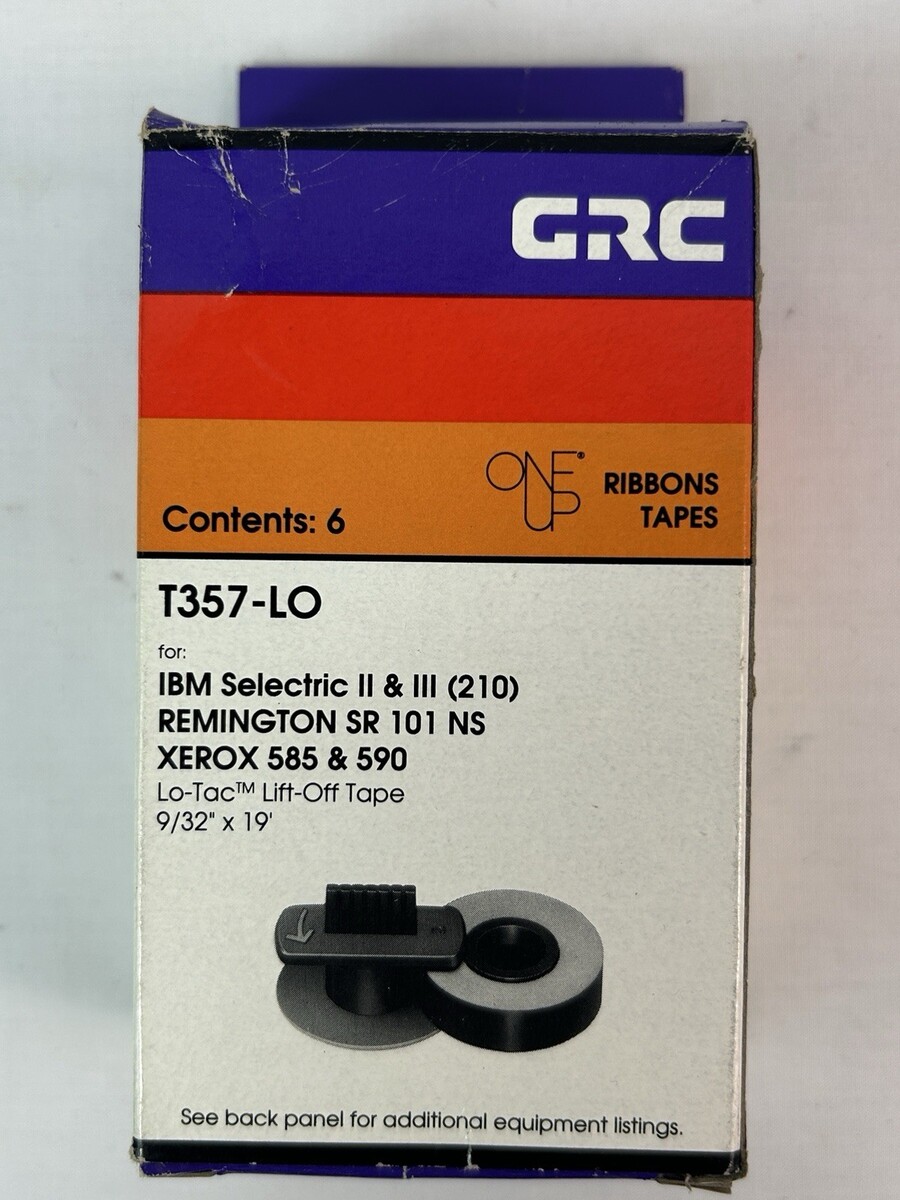 GRC
ONE UP®
RIBBONS
TAPES
Contents: 6
T357-LO
for:
IBM Selectric II & III (210)
REMINGTON SR 101 NS
XEROX 585 & 590
Lo-Tac™ Lift-Off Tape
9/32" x 19'
See back panel for additional equipment listings.